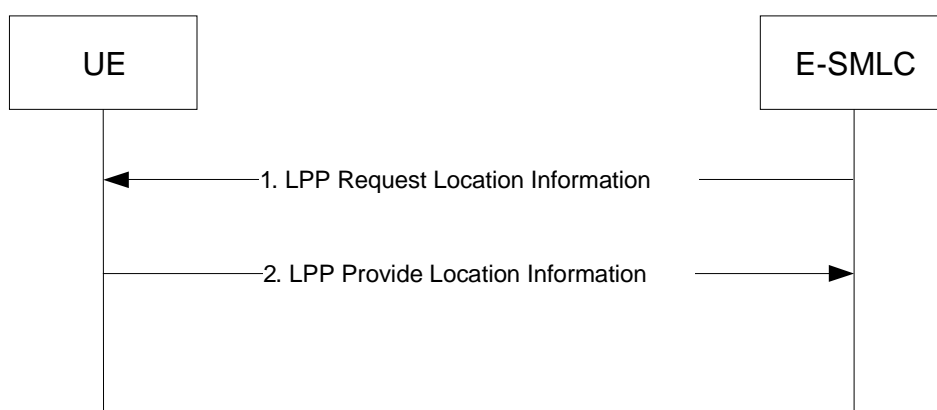 UE
E-SMLC
1. LPP Request Location Information
2. LPP Provide Location Information